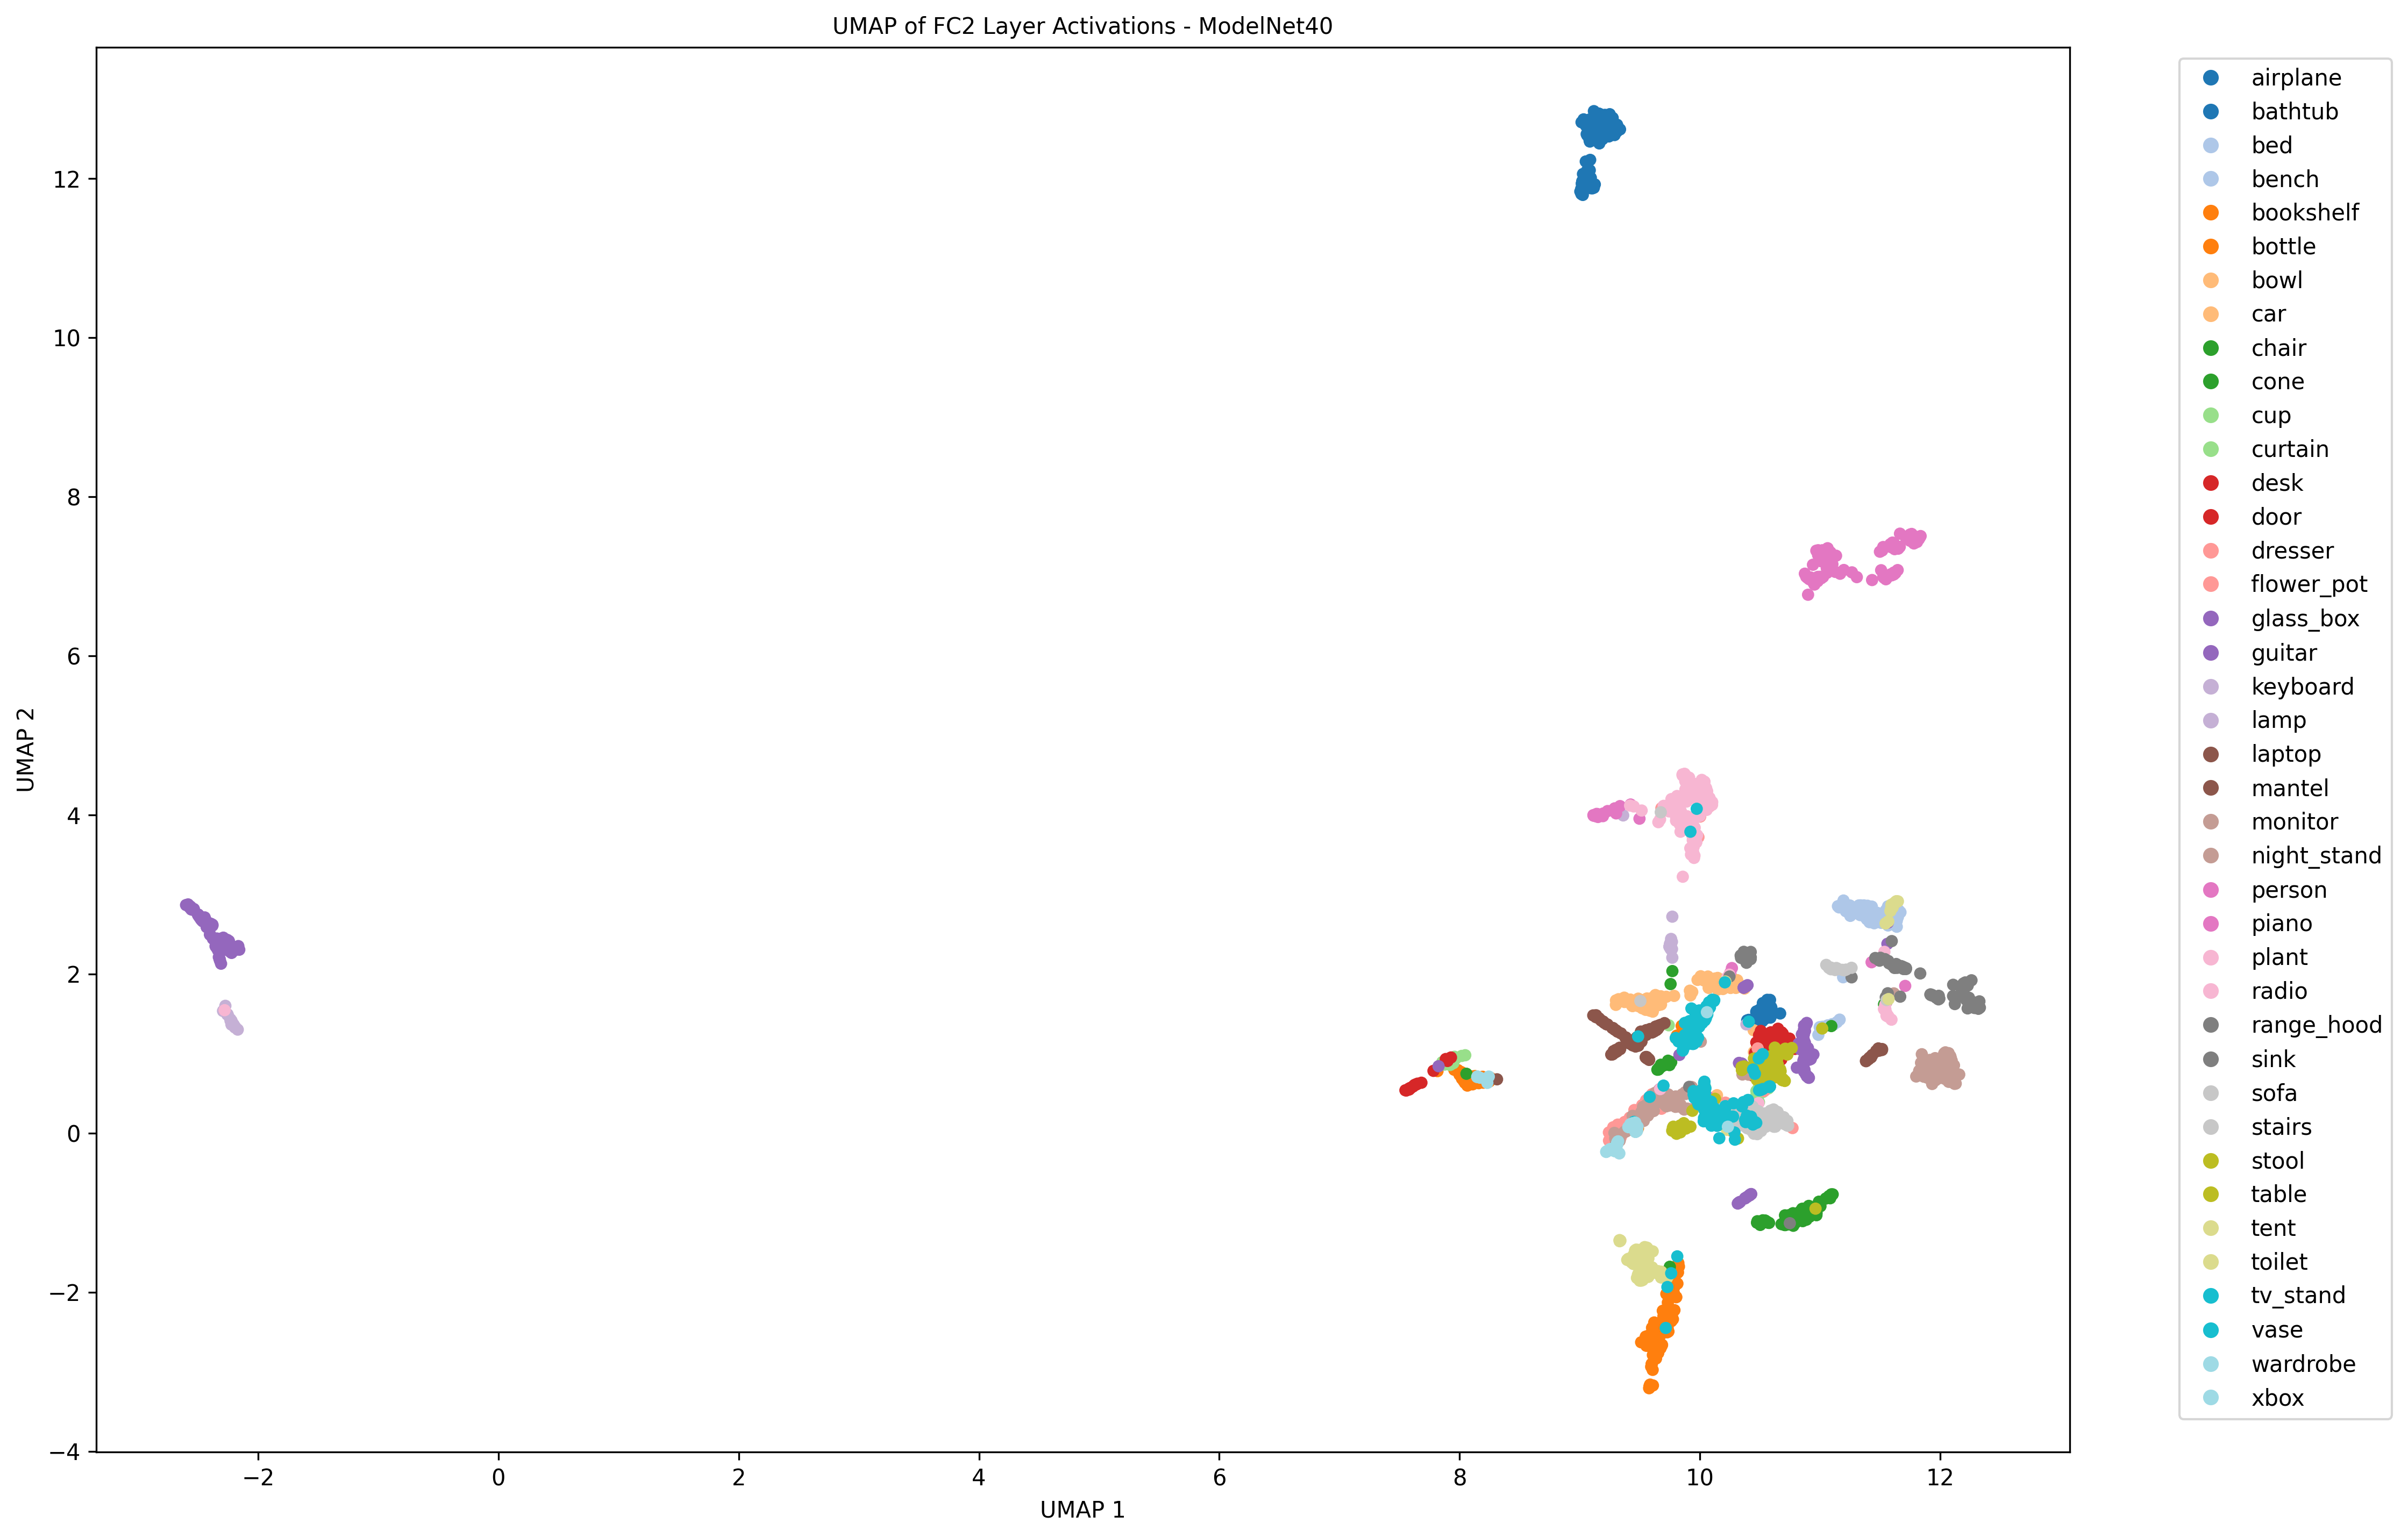 UMAP of FC2 Layer Activations - ModelNet40
12
10
8
6
4
2
0
−2
−4
UMAP 2
−2
0
2
4
6
8
10
12
UMAP 1
airplane
bathtub
bed
bench
bookshelf
bottle
bowl
car
chair
cone
cup
curtain
desk
door
dresser
flower_pot
glass_box
guitar
keyboard
lamp
laptop
mantel
monitor
night_stand
person
piano
plant
radio
range_hood
sink
sofa
stairs
stool
table
tent
toilet
tv_stand
vase
wardrobe
xbox